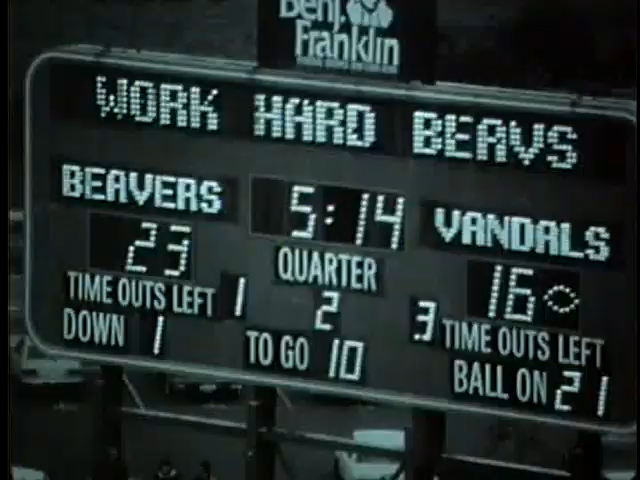 Benj.
Franklin
WORK HARD BEAVS
BEAVERS 5:14 VANDALS
23 QUARTER 16
TIME OUTS LEFT 1 2 3 TIME OUTS LEFT
DOWN 1 TO GO 10 BALL ON 21